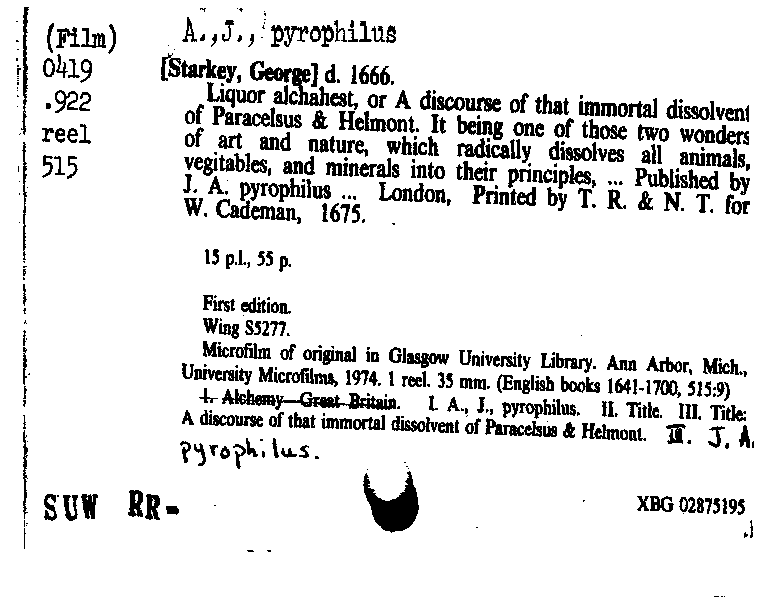 (Film) A.,J., pyrophilus
0419 [Starkey, George] d. 1666.
.922 Liquor alchahest, or A discourse of that immortal dissolvent
of Paracelsus & Helmont. It being one of those two wonders
reel of art and nature, which radically dissolves all animals,
515 vegitables, and minerals into their principles, ... Published by
J. A. pyrophilus ... London, Printed by T. R. & N. T. for
W. Cademan, 1675.
15 p.l., 55 p.
First edition.
Wing S5277.
Microfilm of original in Glasgow University Library. Ann Arbor, Mich.,
University Microfilms, 1974. 1 reel. 35 mm. (English books 1641-1700, 515:9)
1. Alchemy—Great Britain. I. A., J., pyrophilus. II. Title. III. Title:
A discourse of that immortal dissolvent of Paracelsus & Helmont. III. J. A.
pyrophilus.
SUW RR-
XBG 02875195